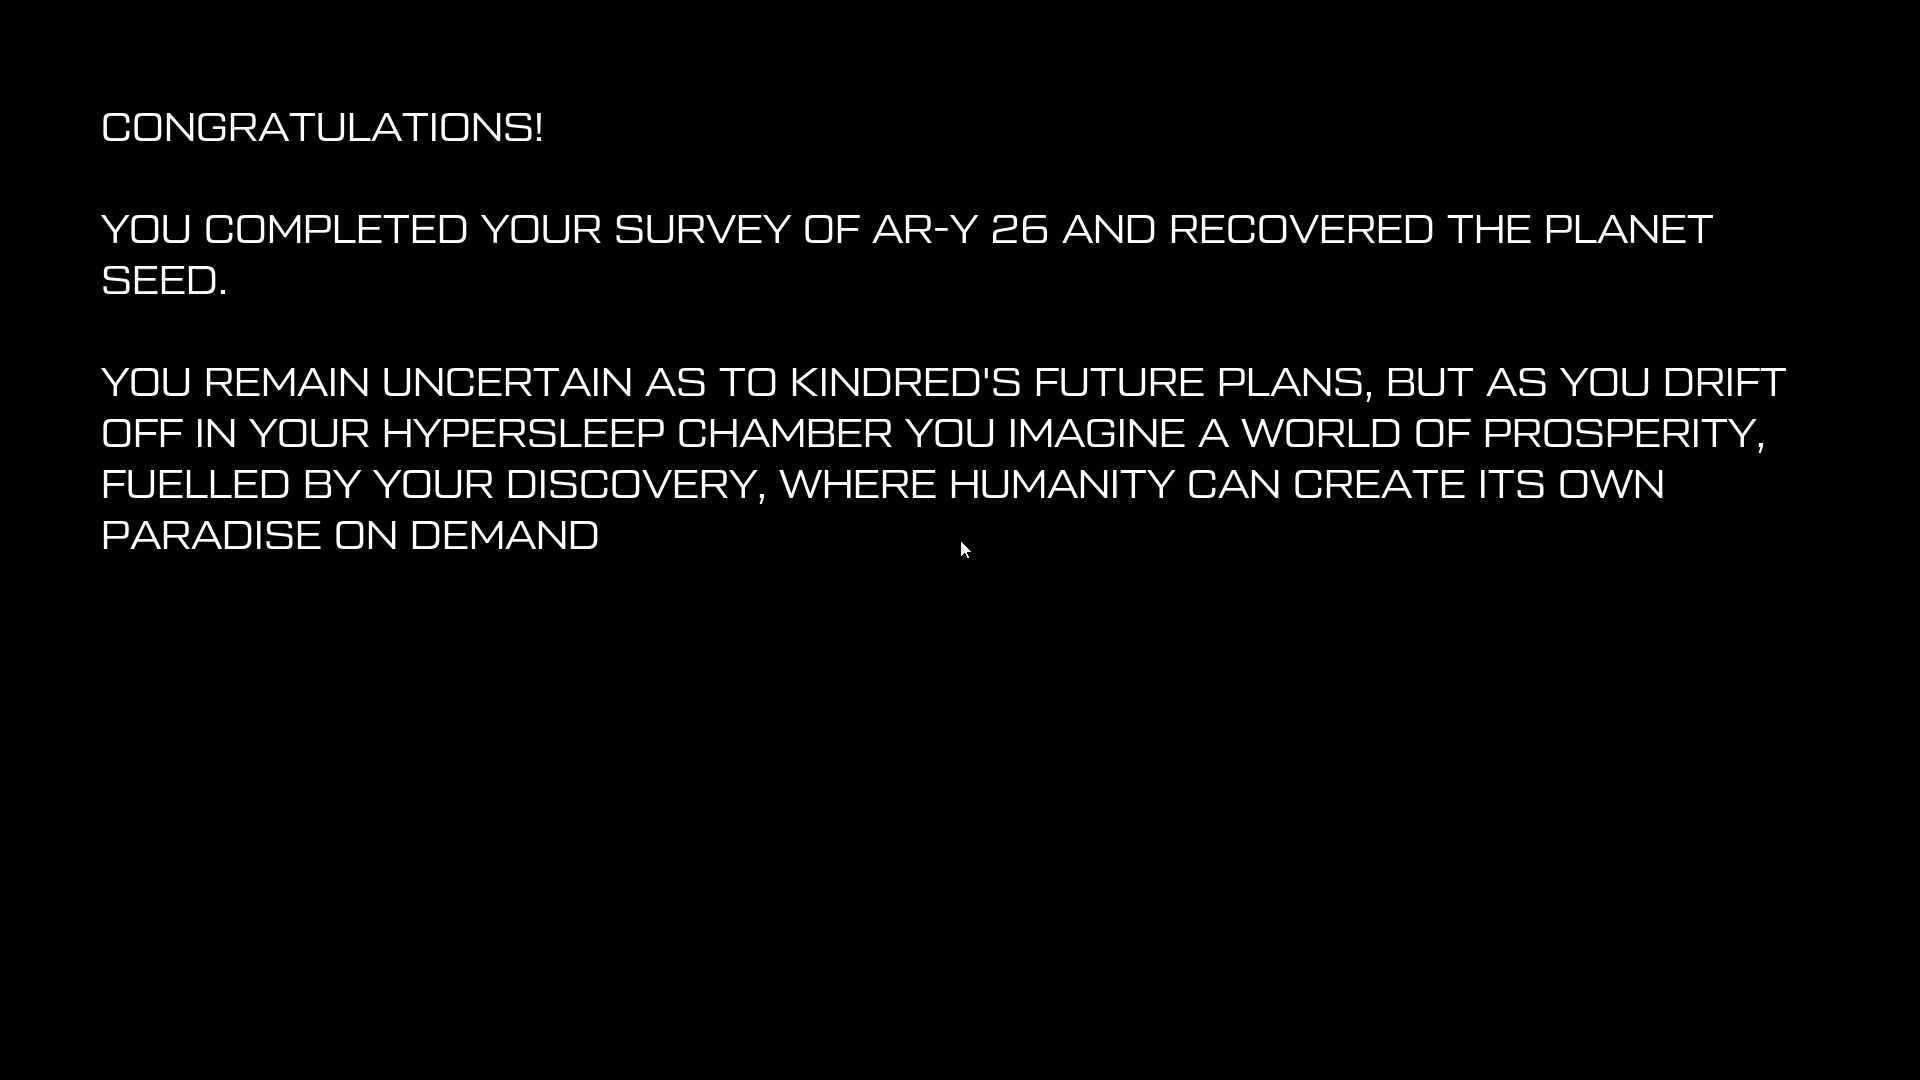 CONGRATULATIONS!
YOU COMPLETED YOUR SURVEY OF AR-Y 26 AND RECOVERED THE PLANET
SEED.
YOU REMAIN UNCERTAIN AS TO KINDRED'S FUTURE PLANS, BUT AS YOU DRIFT
OFF IN YOUR HYPERSLEEP CHAMBER YOU IMAGINE A WORLD OF PROSPERITY,
FUELLED BY YOUR DISCOVERY, WHERE HUMANITY CAN CREATE ITS OWN
PARADISE ON DEMAND